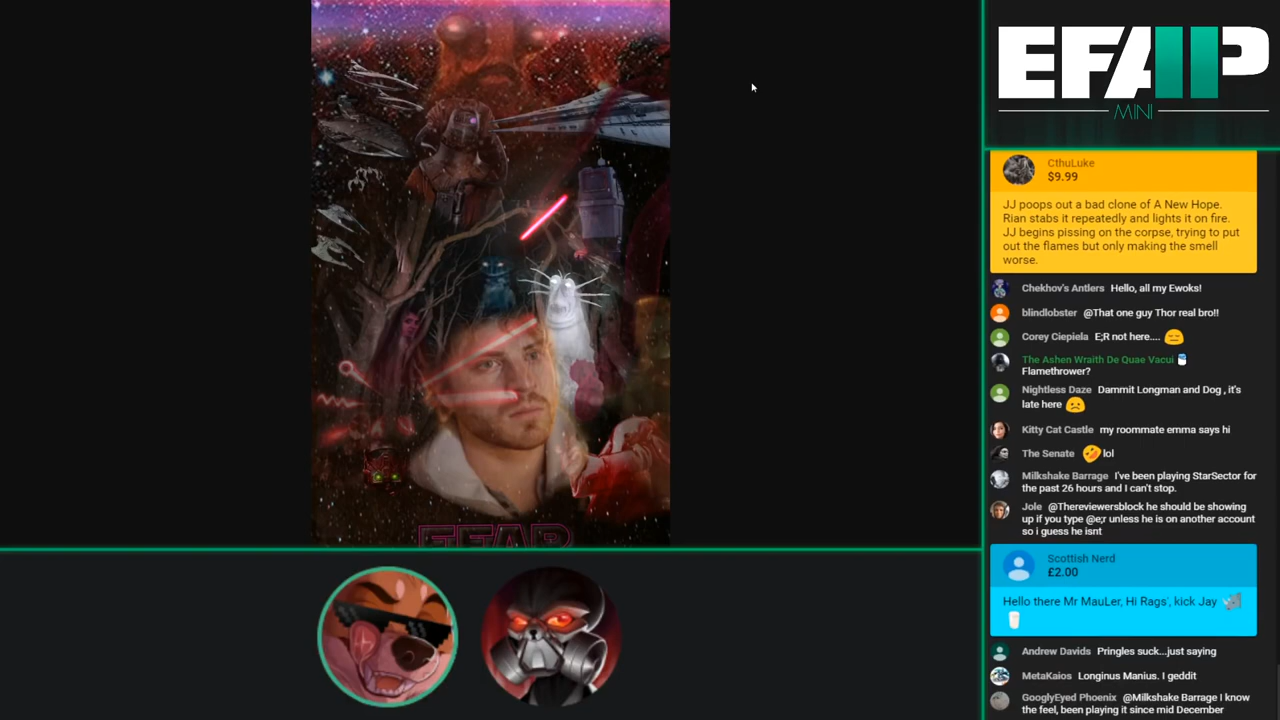 EFAP
MINI
CthuLuke
$9.99
JJ poops out a bad clone of A New Hope.
Rian stabs it repeatedly and lights it on fire.
JJ begins pissing on the corpse, trying to put
out the flames but only making the smell
worse.
Chekhov's Antlers Hello, all my Ewoks!
blindlobster @That one guy Thor real bro!!
Corey Ciepiela E;R not here....
The Ashen Wraith De Quae Vacui
Flamethrower?
Nightless Daze Dammit Longman and Dog , it's
late here
Kitty Cat Castle my roommate emma says hi
The Senate lol
Milkshake Barrage I've been playing StarSector for
the past 26 hours and I can't stop.
Jole @Thereviewersblock he should be showing
up if you type @e;r unless he is on another account
so i guess he isnt
Scottish Nerd
£2.00
Hello there Mr MauLer, Hi Rags', kick Jay
Andrew Davids Pringles suck...just saying
MetaKaios Longinus Manius. I geddit
GooglyEyed Phoenix @Milkshake Barrage I know
the feel, been playing it since mid December
EFAP